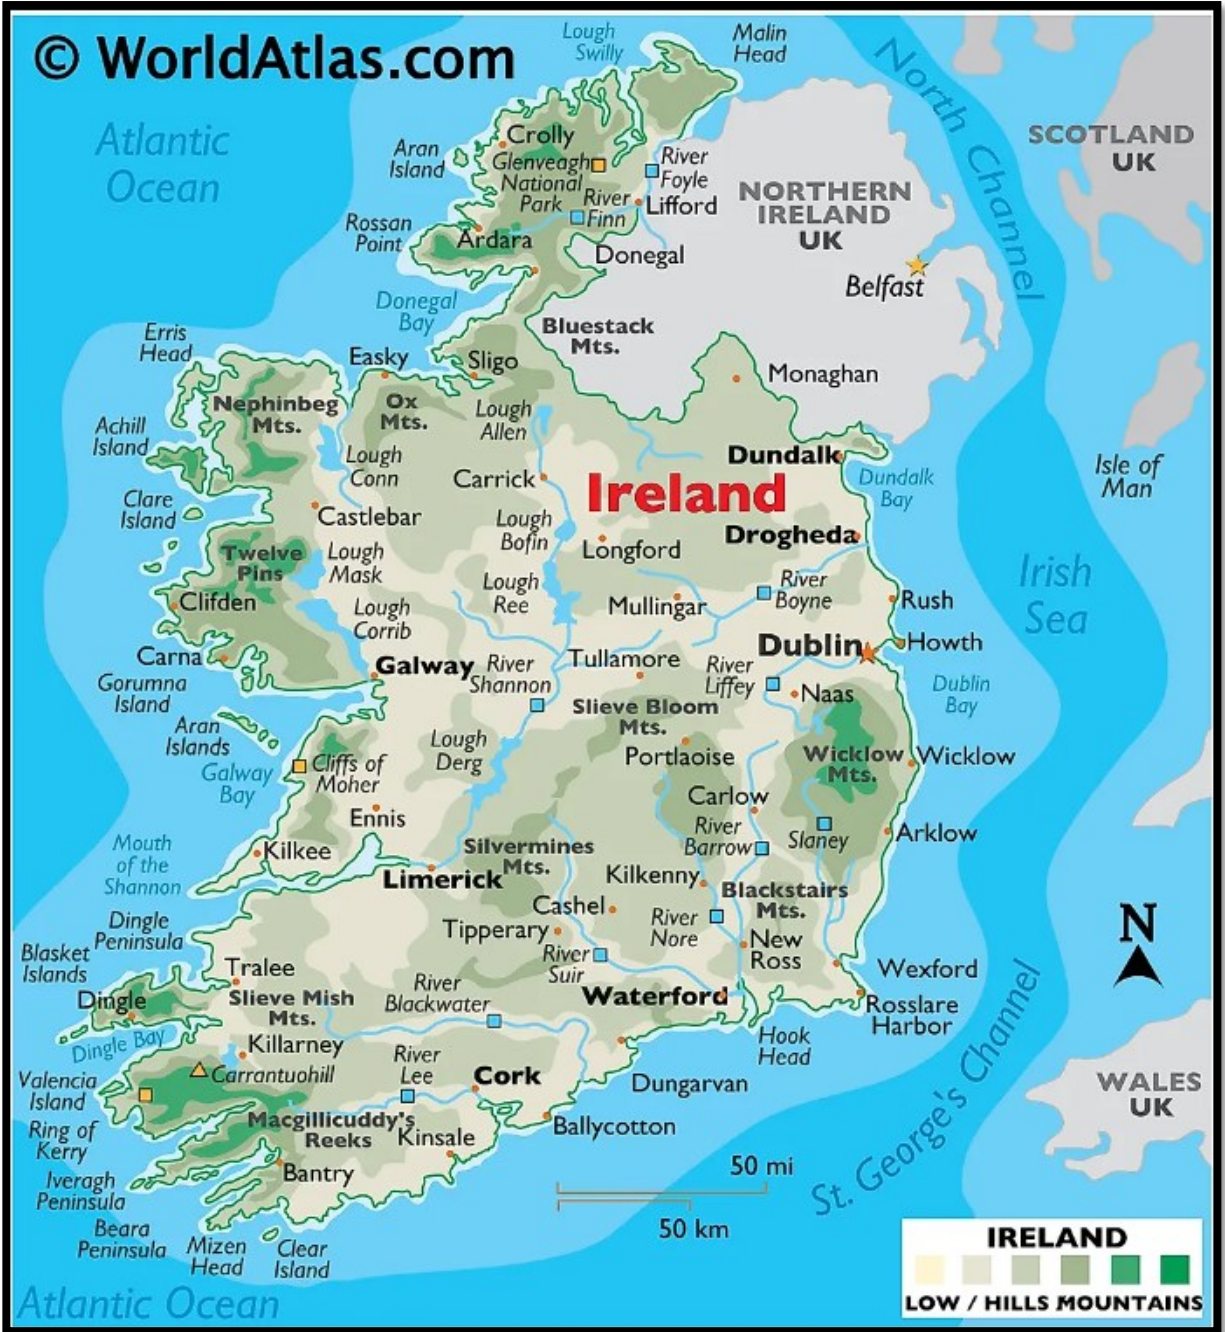 © WorldAtlas.com
Lough
Swilly
Malin
Head
North Channel
Atlantic
Ocean
SCOTLAND
UK
Aran
Island
Crolly
Glenveagh
National
Park
River
Foyle
River
Finn
Lifford
NORTHERN
IRELAND
UK
Rossan
Point
Ardara
Donegal
Belfast
Donegal
Bay
Bluestack
Mts.
Erris
Head
Easky
Sligo
Monaghan
Nephinbeg
Mts.
Ox
Mts.
Lough
Allen
Achill
Island
Lough
Conn
Carrick
Dundalk
Dundalk
Bay
Isle of
Man
Ireland
Clare
Island
Castlebar
Lough
Bofin
Longford
Drogheda
Twelve
Pins
Lough
Mask
Lough
Ree
River
Boyne
Irish
Sea
Clifden
Lough
Corrib
Mullingar
Rush
Howth
Carna
Galway
River
Shannon
Tullamore
Dublin
River
Liffey
Naas
Dublin
Bay
Gorumna
Island
Aran
Islands
Slieve Bloom
Mts.
Lough
Derg
Portlaoise
Wicklow
Mts.
Wicklow
Galway
Bay
Cliffs of
Moher
Ennis
Carlow
River
Barrow
Slaney
Arklow
Mouth
of the
Shannon
Kilkee
Limerick
Silvermines
Mts.
Kilkenny
Blackstairs
Mts.
Cashel
Tipperary
River
Nore
New
Ross
River
Suir
Dingle
Peninsula
Blasket
Islands
Tralee
Wexford
Dingle
Slieve Mish
Mts.
River
Blackwater
Waterford
Rosslare
Harbor
Dingle Bay
Killarney
Hook
Head
River
Lee
Cork
Carrantuohill
Valencia
Island
Dungarvan
WALES
UK
Macgillicuddy's
Reeks
Kinsale
Ballycotton
Ring of
Kerry
Iveragh
Peninsula
Bantry
Beara
Peninsula
Mizen
Head
Clear
Island
St. George's Channel
N
50 mi
50 km
Atlantic Ocean
IRELAND
LOW / HILLS MOUNTAINS